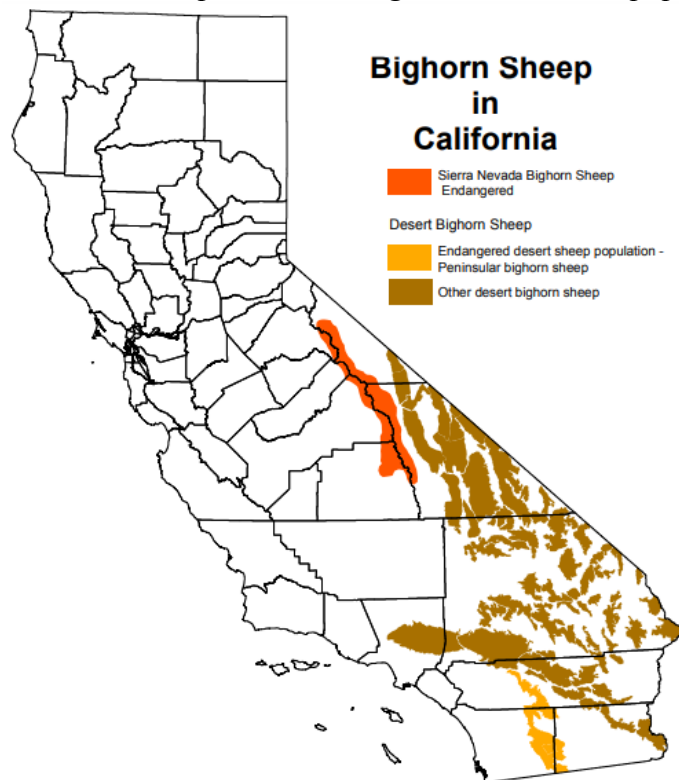 Bighorn Sheep
in
California
Sierra Nevada Bighorn Sheep
Endangered
Desert Bighorn Sheep
Endangered desert sheep population -
Peninsular bighorn sheep
Other desert bighorn sheep